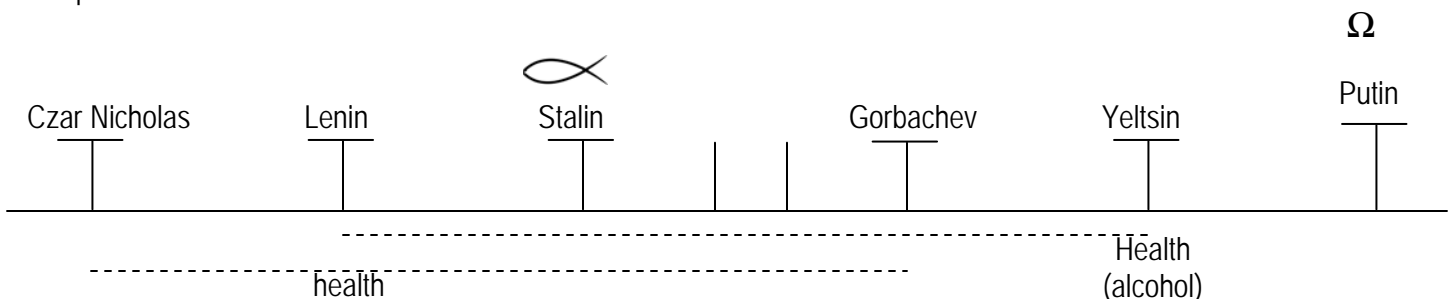 Ω
Czar Nicholas Lenin Stalin Gorbachev Yeltsin Putin
Health
(alcohol)
health